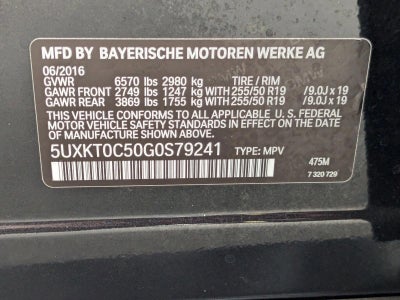 MFD BY BAYERISCHE MOTOREN WERKE AG
06/2016
GVWR 6570 lbs 2980 kg TIRE / RIM
GAWR FRONT 2749 lbs 1247 kg WITH 255/50 R19 /9.0J x 19
GAWR REAR 3869 lbs 1755 kg WITH 255/50 R19 /9.0J x 19
THIS VEHICLE CONFORMS TO ALL APPLICABLE
U. S. FEDERAL MOTOR VEHICLE
SAFETY STANDARDS IN EFFECT ON THE DATE OF
MANUFACTURE SHOWN ABOVE.
5UXKT0C50G0S79241 TYPE: MPV
475M
7 320 729